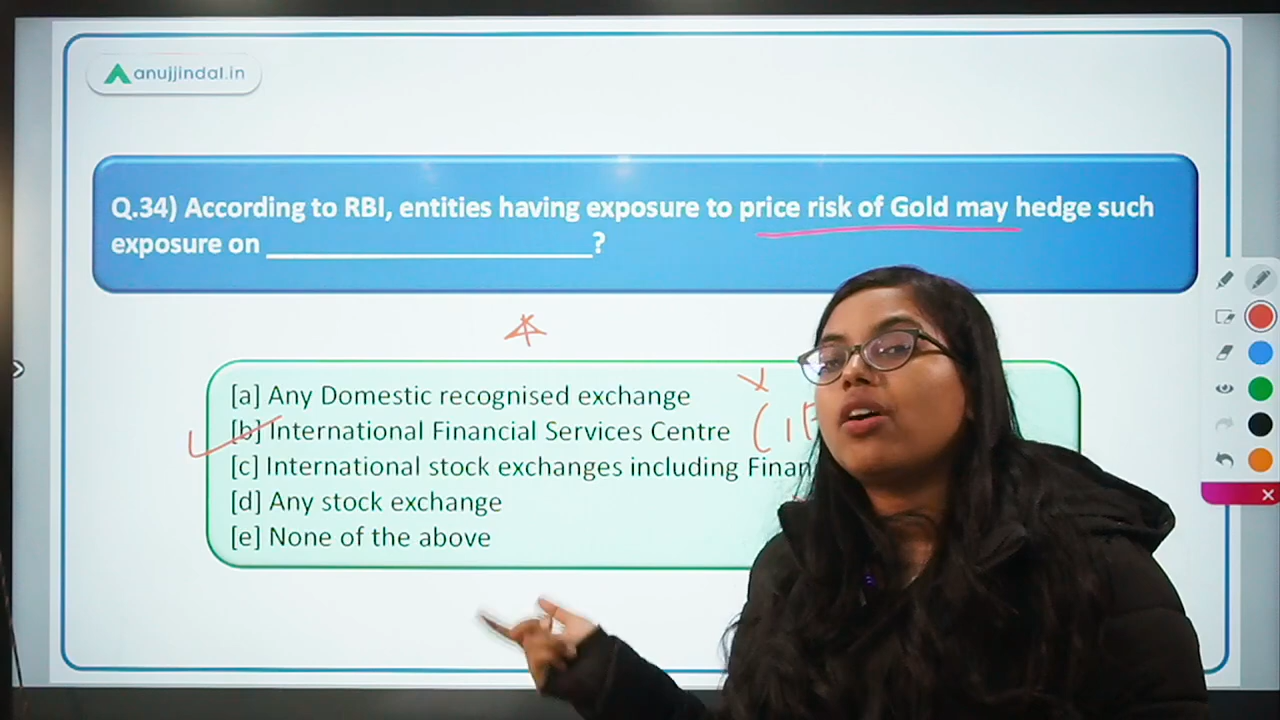 anujjindal.in
Q.34) According to RBI, entities having exposure to price risk of Gold may hedge such
exposure on ______________________?
[a] Any Domestic recognised exchange
[b] International Financial Services Centre
[c] International stock exchanges including
[d] Any stock exchange
[e] None of the above